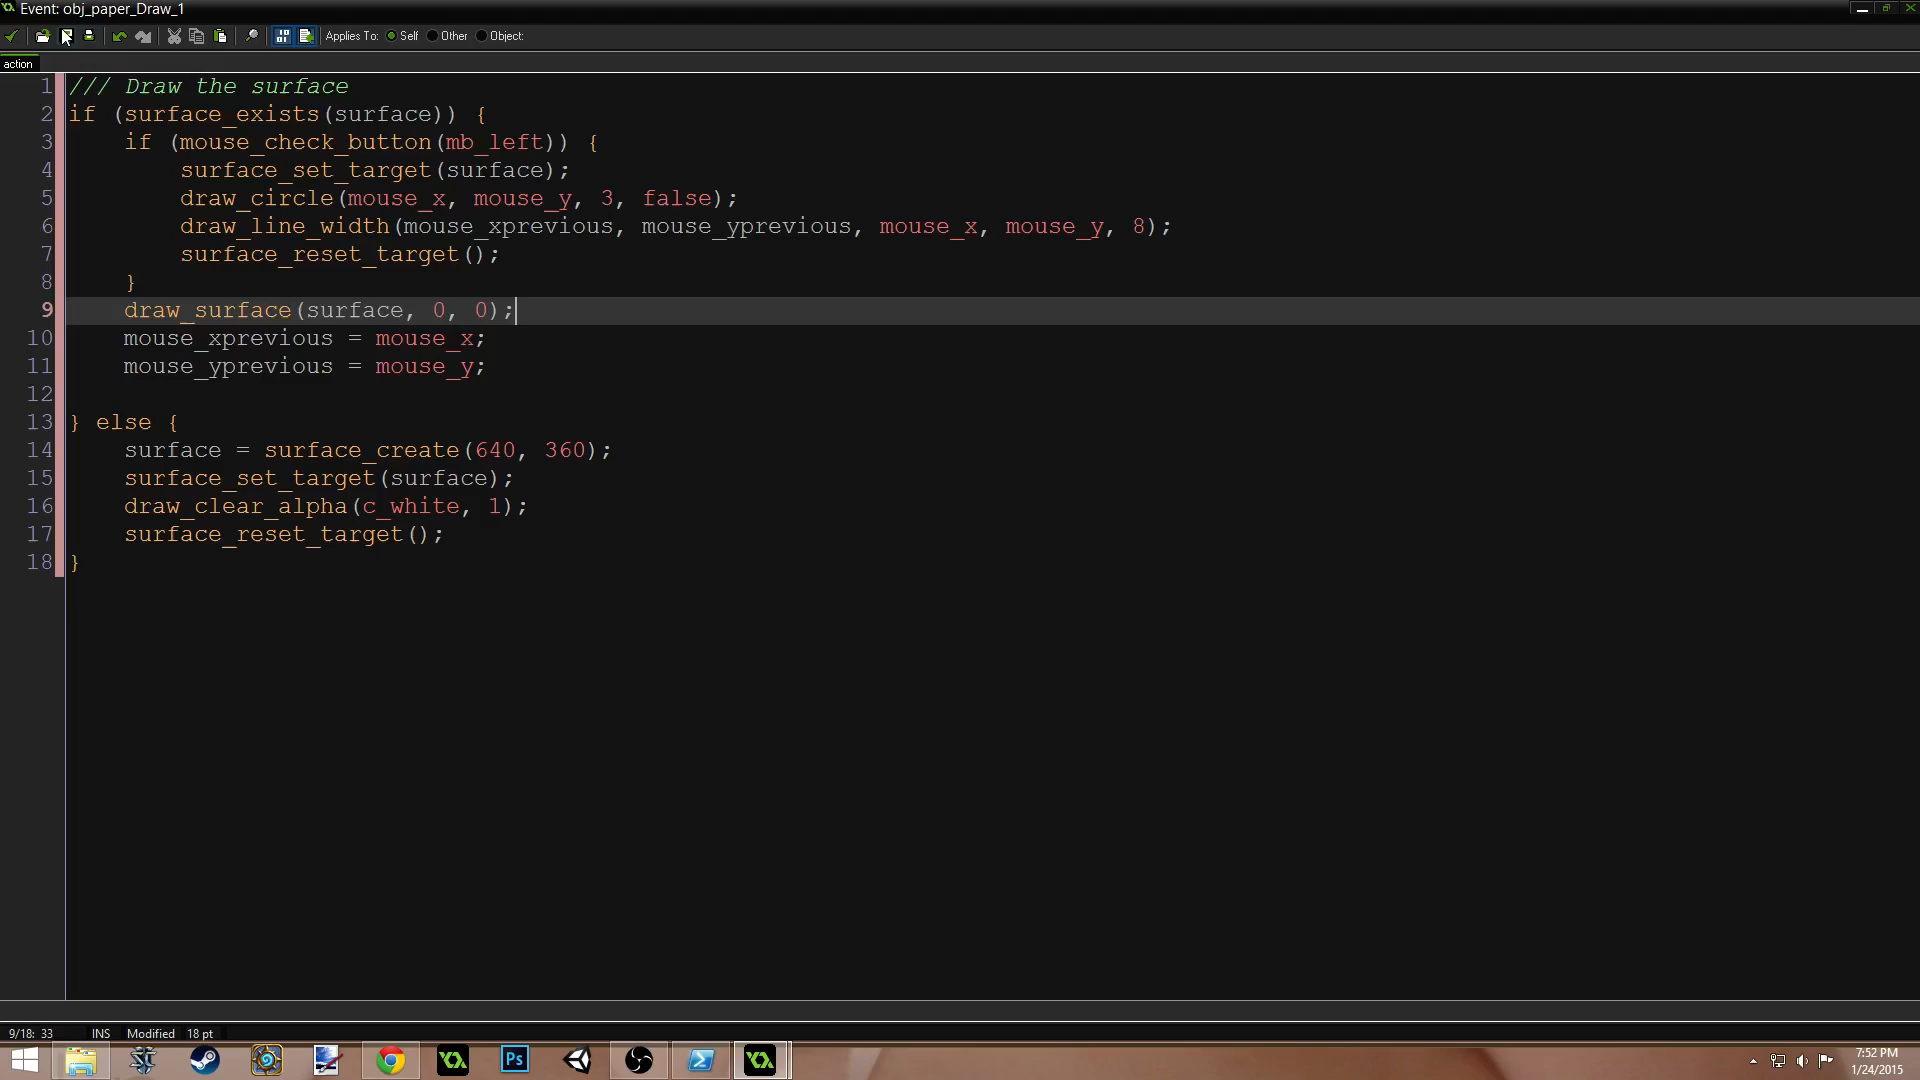 Event: obj_paper_Draw_1
Applies To: Self Other Object:
action
1 /// Draw the surface
2 if (surface_exists(surface)) {
3 if (mouse_check_button(mb_left)) {
4 surface_set_target(surface);
5 draw_circle(mouse_x, mouse_y, 3, false);
6 draw_line_width(mouse_xprevious, mouse_yprevious, mouse_x, mouse_y, 8);
7 surface_reset_target();
8 }
9 draw_surface(surface, 0, 0);
10 mouse_xprevious = mouse_x;
11 mouse_yprevious = mouse_y;
12
13 } else {
14 surface = surface_create(640, 360);
15 surface_set_target(surface);
16 draw_clear_alpha(c_white, 1);
17 surface_reset_target();
18 }
9/18: 33 INS Modified 18 pt
Ps
7:52 PM
1/24/2015